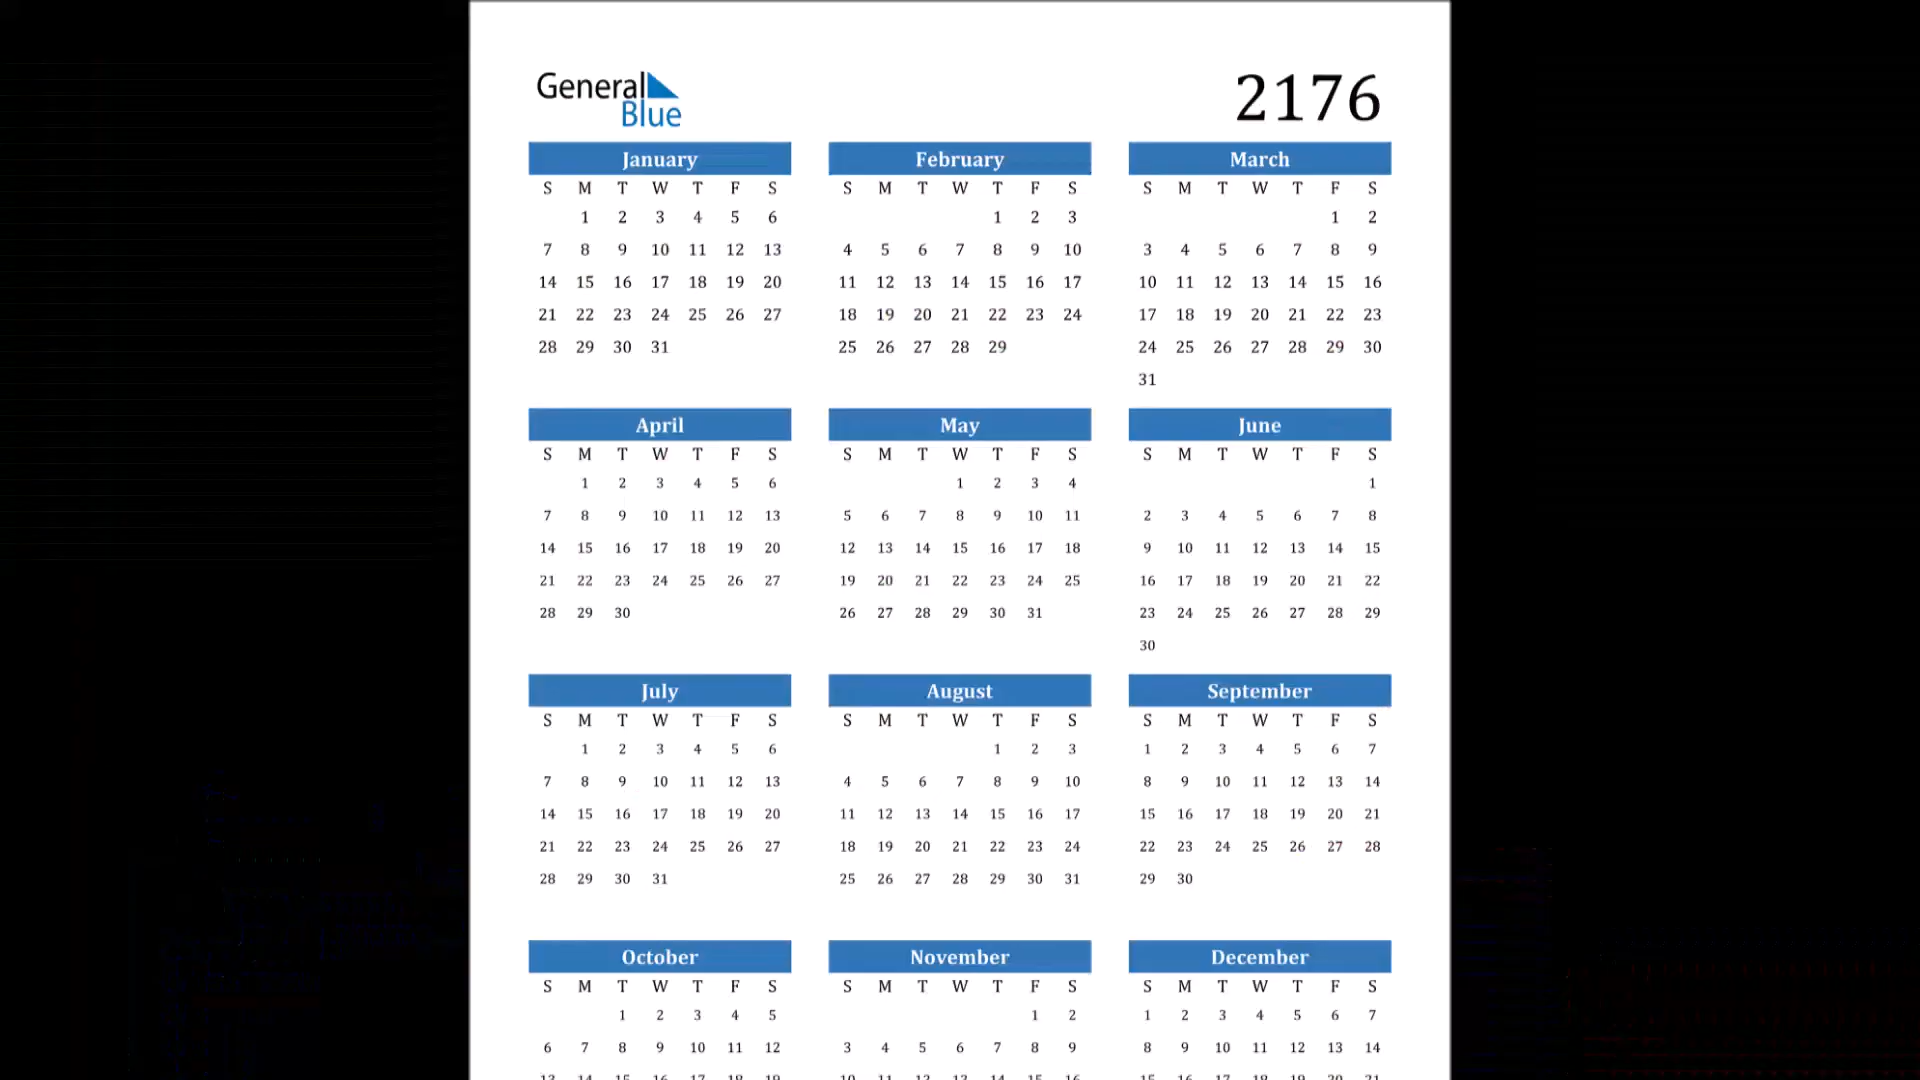 General
Blue
2176
January February March
S M T W T F S S M T W T F S S M T W T F S
1 2 3 4 5 6 1 2 3 1 2
7 8 9 10 11 12 13 4 5 6 7 8 9 10 3 4 5 6 7 8 9
14 15 16 17 18 19 20 11 12 13 14 15 16 17 10 11 12 13 14 15 16
21 22 23 24 25 26 27 18 19 20 21 22 23 24 17 18 19 20 21 22 23
28 29 30 31 25 26 27 28 29 24 25 26 27 28 29 30
31
April May June
S M T W T F S S M T W T F S S M T W T F S
1 2 3 4 5 6 1 2 3 4 1
7 8 9 10 11 12 13 5 6 7 8 9 10 11 2 3 4 5 6 7 8
14 15 16 17 18 19 20 12 13 14 15 16 17 18 9 10 11 12 13 14 15
21 22 23 24 25 26 27 19 20 21 22 23 24 25 16 17 18 19 20 21 22
28 29 30 26 27 28 29 30 31 23 24 25 26 27 28 29
30
July August September
S M T W T F S S M T W T F S S M T W T F S
1 2 3 4 5 6 1 2 3 1 2 3 4 5 6 7
7 8 9 10 11 12 13 4 5 6 7 8 9 10 8 9 10 11 12 13 14
14 15 16 17 18 19 20 11 12 13 14 15 16 17 15 16 17 18 19 20 21
21 22 23 24 25 26 27 18 19 20 21 22 23 24 22 23 24 25 26 27 28
28 29 30 31 25 26 27 28 29 30 31 29 30
October November December
S M T W T F S S M T W T F S S M T W T F S
1 2 3 4 5 1 2 1 2 3 4 5 6 7
6 7 8 9 10 11 12 3 4 5 6 7 8 9 8 9 10 11 12 13 14